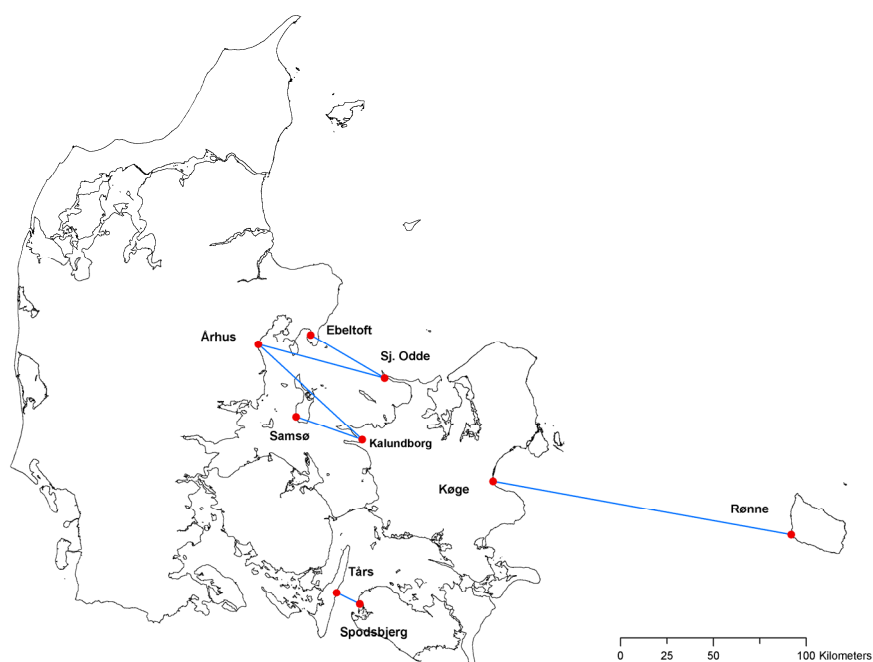 Ebeltoft
Århus
Sj. Odde
Samsø
Kalundborg
Køge
Rønne
Tårs
Spodsbjerg
0 25 50 100 Kilometers